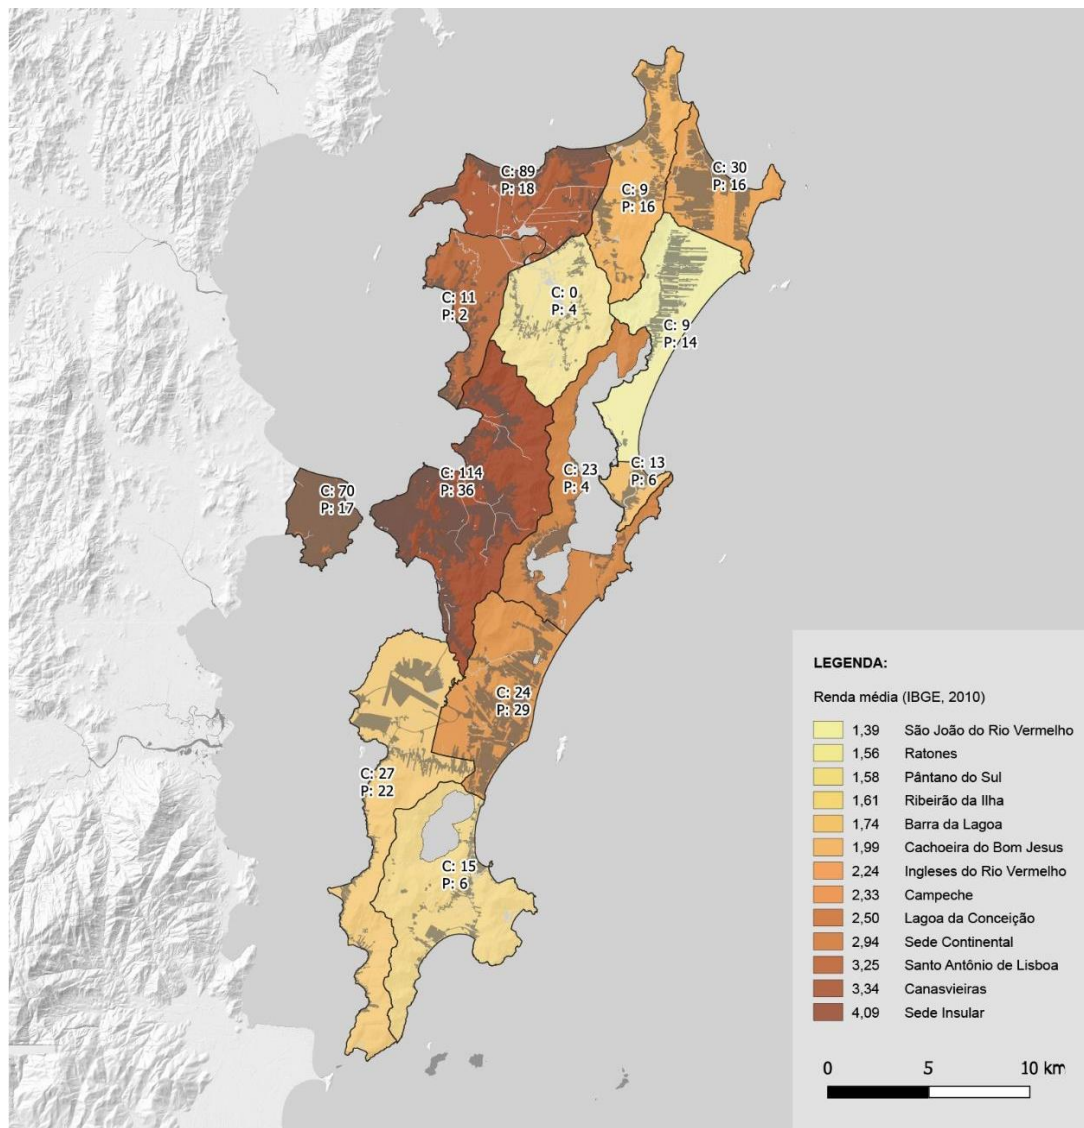 C: 89
P: 18
C: 30
P: 16
C: 9
P: 16
C: 11
P: 2
C: 0
P: 4
C: 9
P: 14
C: 114
P: 36
C: 23
P: 4
C: 13
P: 6
C: 70
P: 17
C: 24
P: 29
C: 27
P: 22
C: 15
P: 6
LEGENDA:
Renda média (IBGE, 2010)
1,39 São João do Rio Vermelho
1,56 Ratones
1,58 Pântano do Sul
1,61 Ribeirão da Ilha
1,74 Barra da Lagoa
1,99 Cachoeira do Bom Jesus
2,24 Ingleses do Rio Vermelho
2,33 Campeche
2,50 Lagoa da Conceição
2,94 Sede Continental
3,25 Santo Antônio de Lisboa
3,34 Canasvieiras
4,09 Sede Insular
0 5 10 km